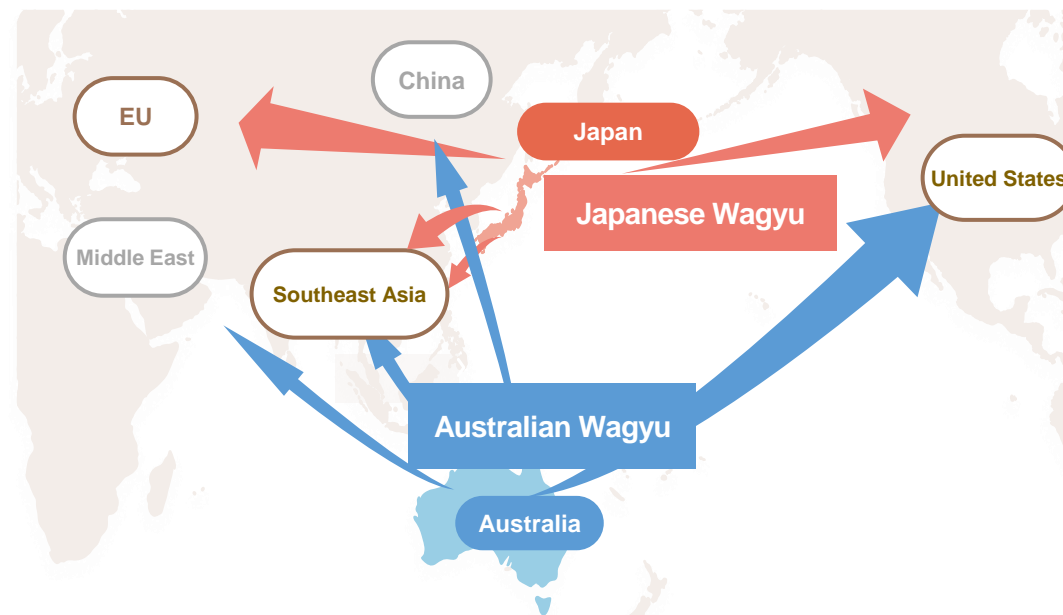 China
EU
Japan
United States
Japanese Wagyu
Middle East
Southeast Asia
Australian Wagyu
Australia